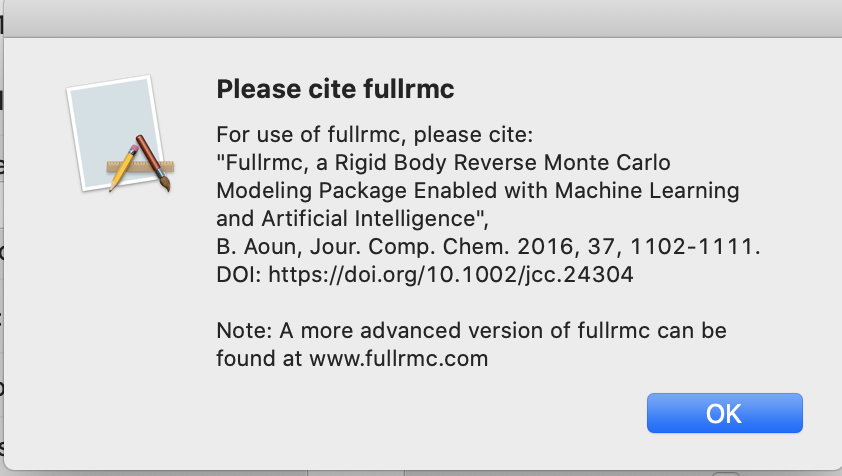 Please cite fullrmc
For use of fullrmc, please cite:
"Fullrmc, a Rigid Body Reverse Monte Carlo
Modeling Package Enabled with Machine Learning
and Artificial Intelligence",
B. Aoun, Jour. Comp. Chem. 2016, 37, 1102-1111.
DOI: https://doi.org/10.1002/jcc.24304
Note: A more advanced version of fullrmc can be
found at www.fullrmc.com
OK